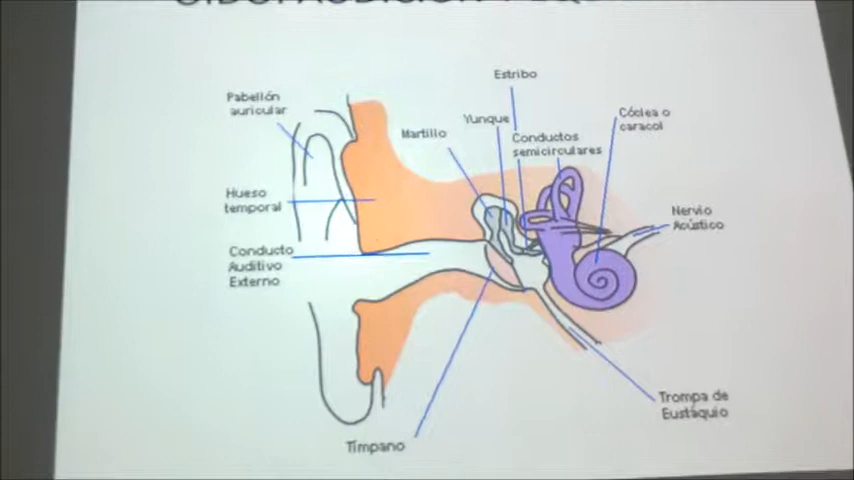 Estribo
Pabellón
auricular
Yunque
Cóclea o
caracol
Martillo
Conductos
semicirculares
Hueso
temporal
Nervio
Acústico
Conducto
Auditivo
Externo
Trompa de
Eustáquio
Tímpano